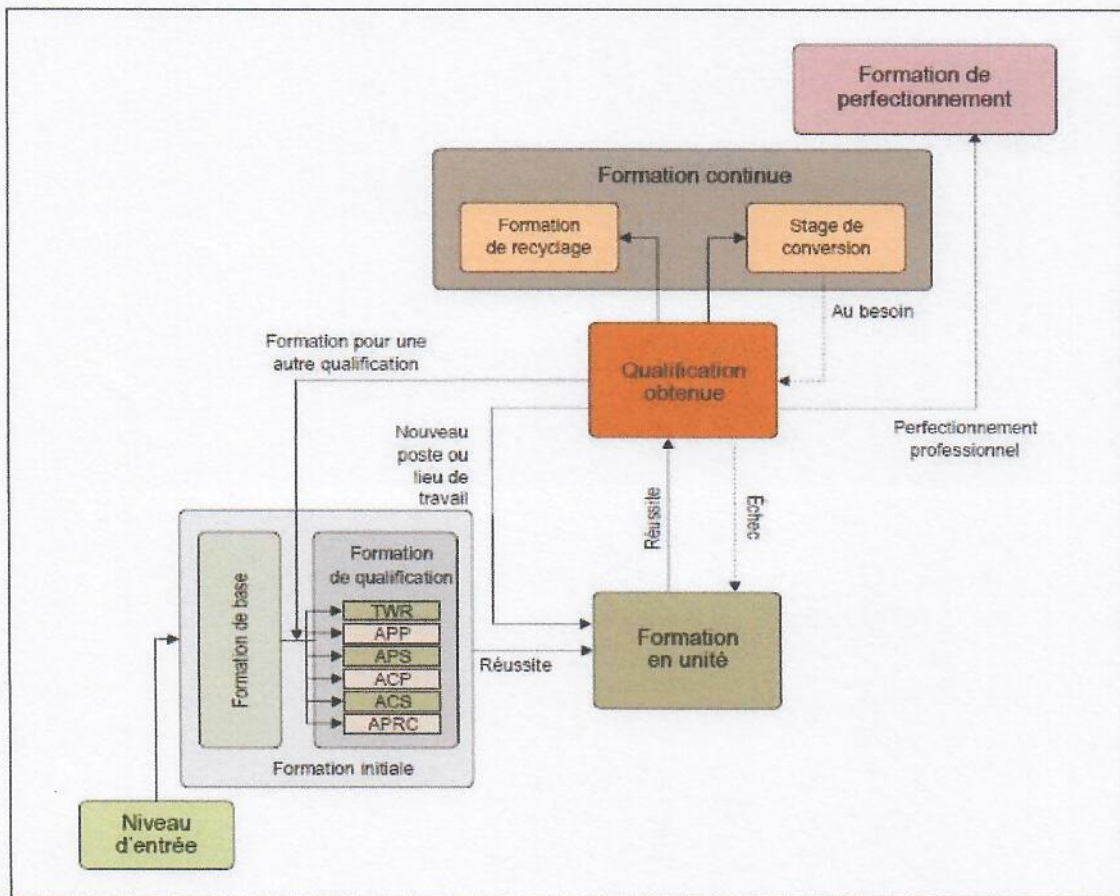 Formation de
perfectionnement
Formation continue
Formation
de recyclage
Stage de
conversion
Au besoin
Formation pour une
autre qualification
Qualification
obtenue
Nouveau
poste ou
lieu de
travail
Perfectionnement
professionnel
Réussite
Échec
Formation de base
Formation
de qualification
TWR
APP
APS
ACP
ACS
APRC
Réussite
Formation
en unité
Formation initiale
Niveau
d'entrée